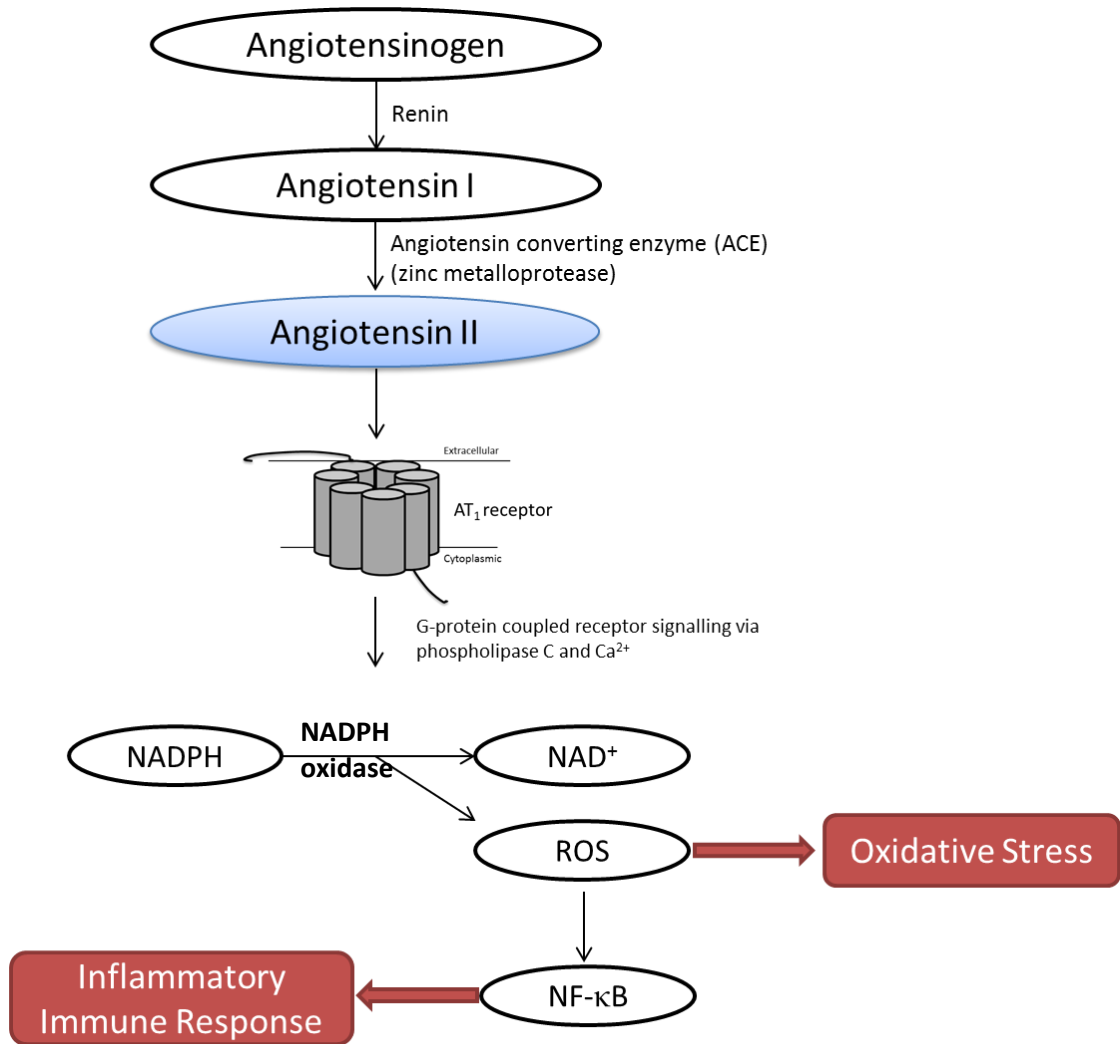 Angiotensinogen
Renin
Angiotensin I
Angiotensin converting enzyme (ACE)
(zinc metalloprotease)
Angiotensin II
Extracellular
AT₁ receptor
Cytoplasmic
G-protein coupled receptor signalling via
phospholipase C and Ca²⁺
NADPH
NADPH
oxidase
NAD⁺
ROS
Oxidative Stress
Inflammatory
Immune Response
NF-κB